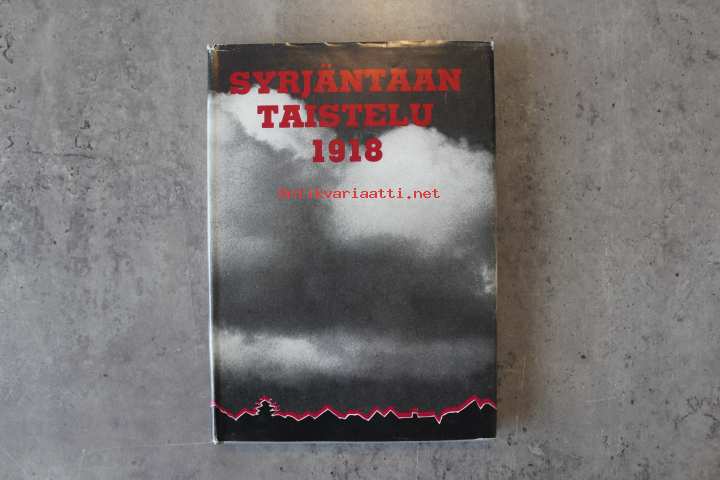 SYRJÄNTAAN
TAISTELU
1918
Antikvariaatti.net